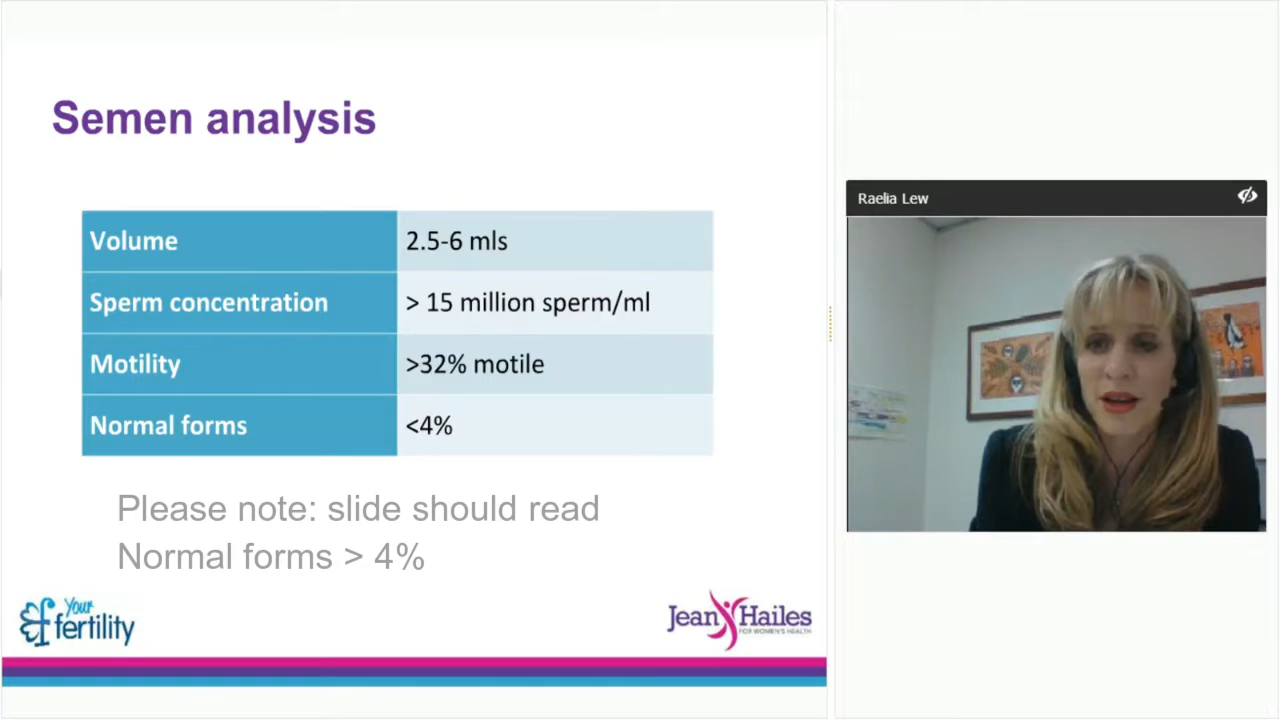 Semen analysis
Volume 2.5-6 mls
Sperm concentration > 15 million sperm/ml
Motility >32% motile
Normal forms <4%
Please note: slide should read
Normal forms > 4%
Your
fertility
Jean Hailes
FOR WOMEN'S HEALTH
Raelia Lew